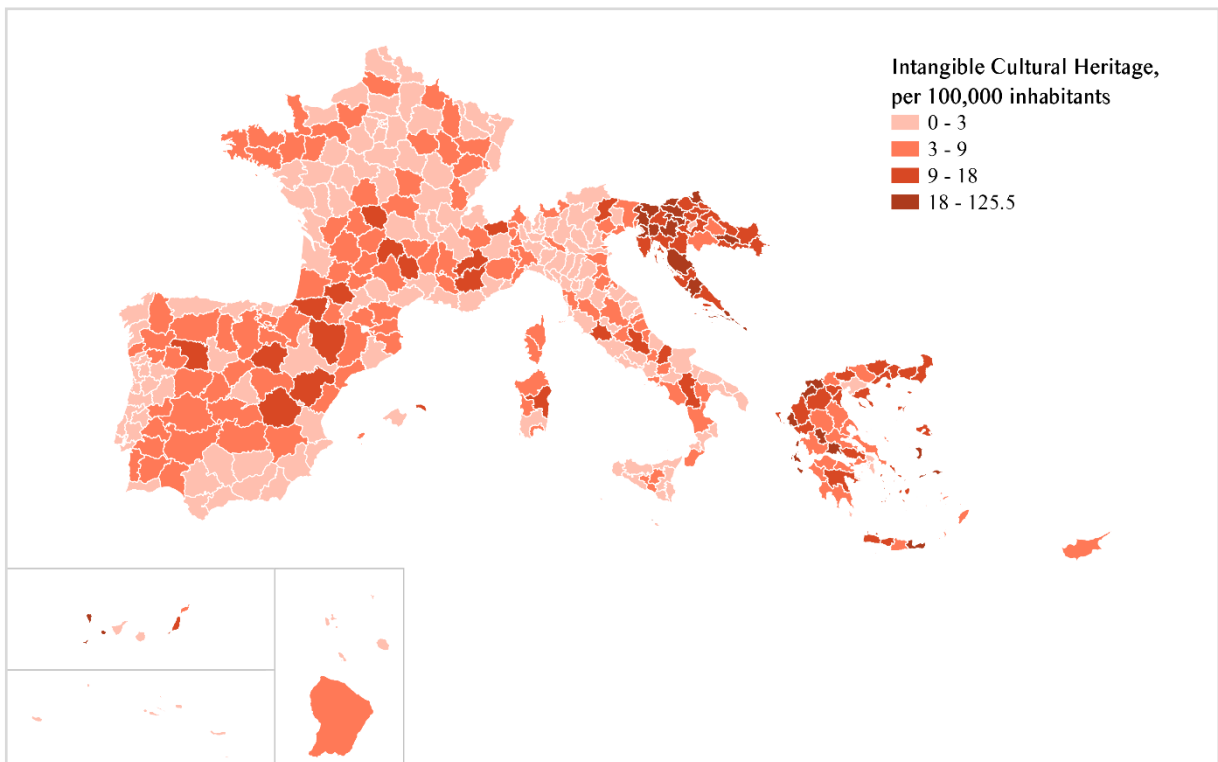 Intangible Cultural Heritage,
per 100,000 inhabitants
0 - 3
3 - 9
9 - 18
18 - 125.5